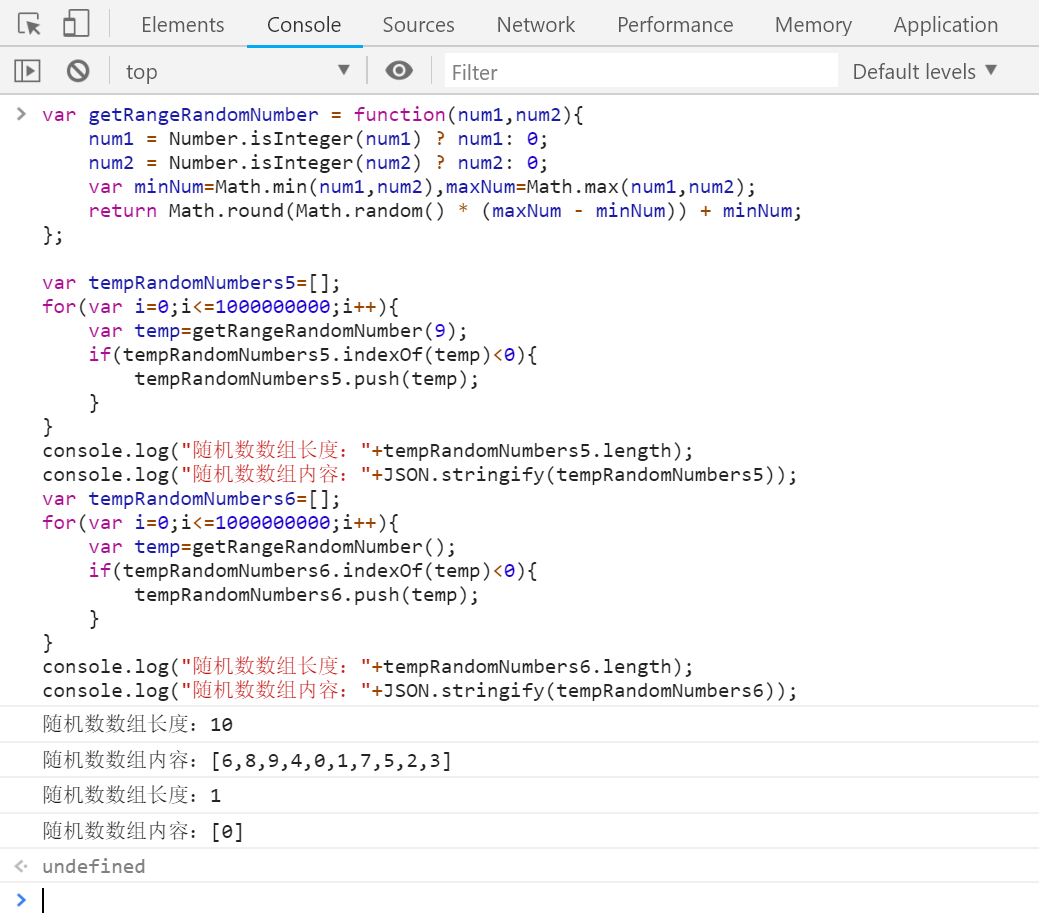 Elements Console Sources Network Performance Memory Application
top Filter Default levels
var getRangeRandomNumber = function(num1,num2){
    num1 = Number.isInteger(num1) ? num1: 0;
    num2 = Number.isInteger(num2) ? num2: 0;
    var minNum=Math.min(num1,num2),maxNum=Math.max(num1,num2);
    return Math.round(Math.random() * (maxNum - minNum)) + minNum;
};
var tempRandomNumbers5=[];
for(var i=0;i<=1000000000;i++){
    var temp=getRangeRandomNumber(9);
    if(tempRandomNumbers5.indexOf(temp)<0){
        tempRandomNumbers5.push(temp);
    }
}
console.log("随机数数组长度："+tempRandomNumbers5.length);
console.log("随机数数组内容："+JSON.stringify(tempRandomNumbers5));
var tempRandomNumbers6=[];
for(var i=0;i<=1000000000;i++){
    var temp=getRangeRandomNumber();
    if(tempRandomNumbers6.indexOf(temp)<0){
        tempRandomNumbers6.push(temp);
    }
}
console.log("随机数数组长度："+tempRandomNumbers6.length);
console.log("随机数数组内容："+JSON.stringify(tempRandomNumbers6));
随机数数组长度：10
随机数数组内容：[6,8,9,4,0,1,7,5,2,3]
随机数数组长度：1
随机数数组内容：[0]
undefined